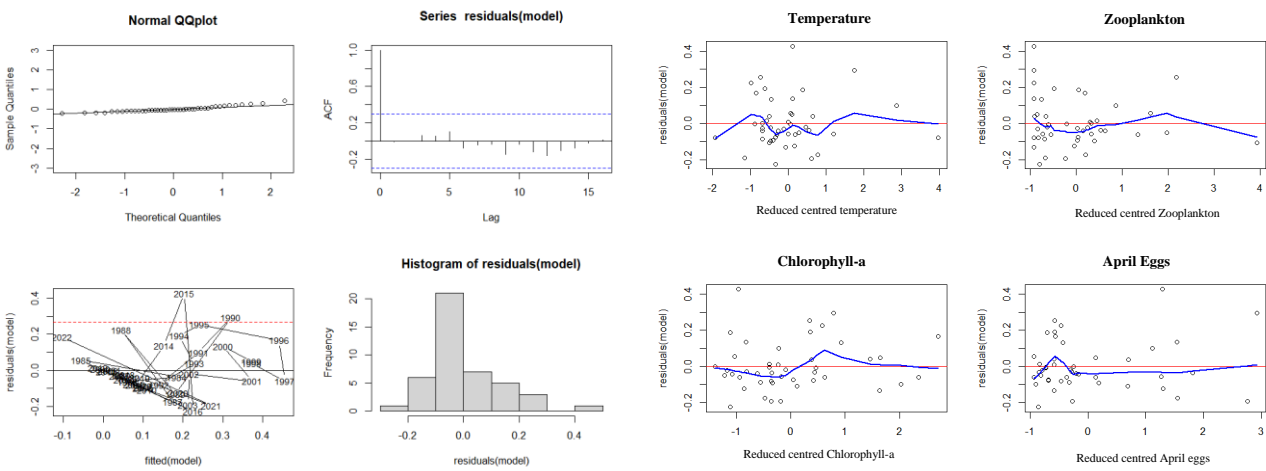 Normal QQplot
Sample Quantiles
3
2
1
0
-1
-2
-3
-2 -1 0 1 2
Theoretical Quantiles
Series residuals(model)
ACF
1.0
0.6
0.2
-0.2
0 5 10 15
Lag
Temperature
residuals(model)
0.4
0.2
0.0
-0.2
-2 -1 0 1 2 3 4
Reduced centred temperature
Zooplankton
residuals(model)
0.4
0.2
0.0
-0.2
-1 0 1 2 3 4
Reduced centred Zooplankton
residuals(model)
0.4
0.2
0.0
-0.2
2015
1990
1995
1988
2022
1994
1996
2014
2000
1991
1985
1993
1999
1998
2002
2001
1997
1987
2003
2021
2016
-0.1 0.0 0.1 0.2 0.3 0.4
fitted(model)
Histogram of residuals(model)
Frequency
20
15
10
5
0
-0.2 0.0 0.2 0.4
residuals(model)
Chlorophyll-a
residuals(model)
0.4
0.2
0.0
-0.2
-1 0 1 2
Reduced centred Chlorophyll-a
April Eggs
residuals(model)
0.4
0.2
0.0
-0.2
-1 0 1 2 3
Reduced centred April eggs